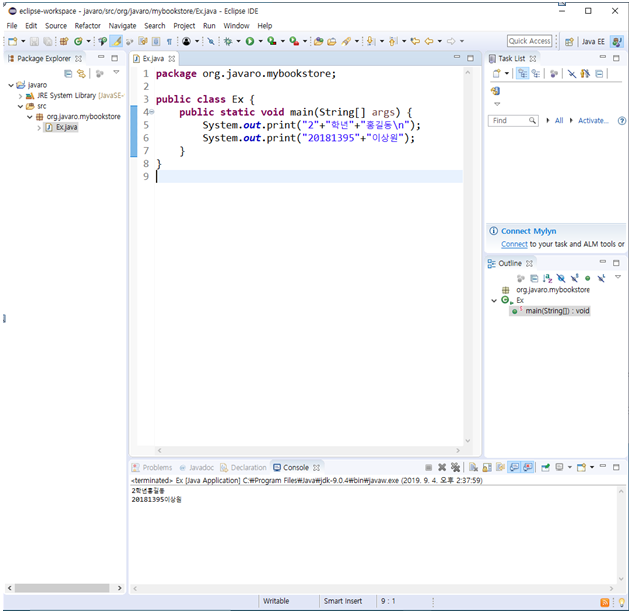 eclipse-workspace - javaro/src/org/javaro/mybookstore/Ex.java - Eclipse IDE
File Edit Source Refactor Navigate Search Project Run Window Help
Quick Access
Java EE
Package Explorer
javaro
JRE System Library [JavaSE-
src
org.javaro.mybookstore
Ex.java
Ex.java
1 package org.javaro.mybookstore;
2
3 public class Ex {
4 public static void main(String[] args) {
5 System.out.print("2"+"학년"+"홍길동\n");
6 System.out.print("20181395"+"이상원");
7 }
8 }
9
Task List
Find
All
Activate...
Connect Mylyn
Connect to your task and ALM tools or
Outline
org.javaro.mybookstore
Ex
main(String[]) : void
Problems Javadoc Declaration Console
<terminated> Ex [Java Application] C:₩Program Files₩Java₩jdk-9.0.4₩bin₩javaw.exe (2019. 9. 4. 오후 2:37:59)
2학년홍길동
20181395이상원
Writable Smart Insert 9 : 1